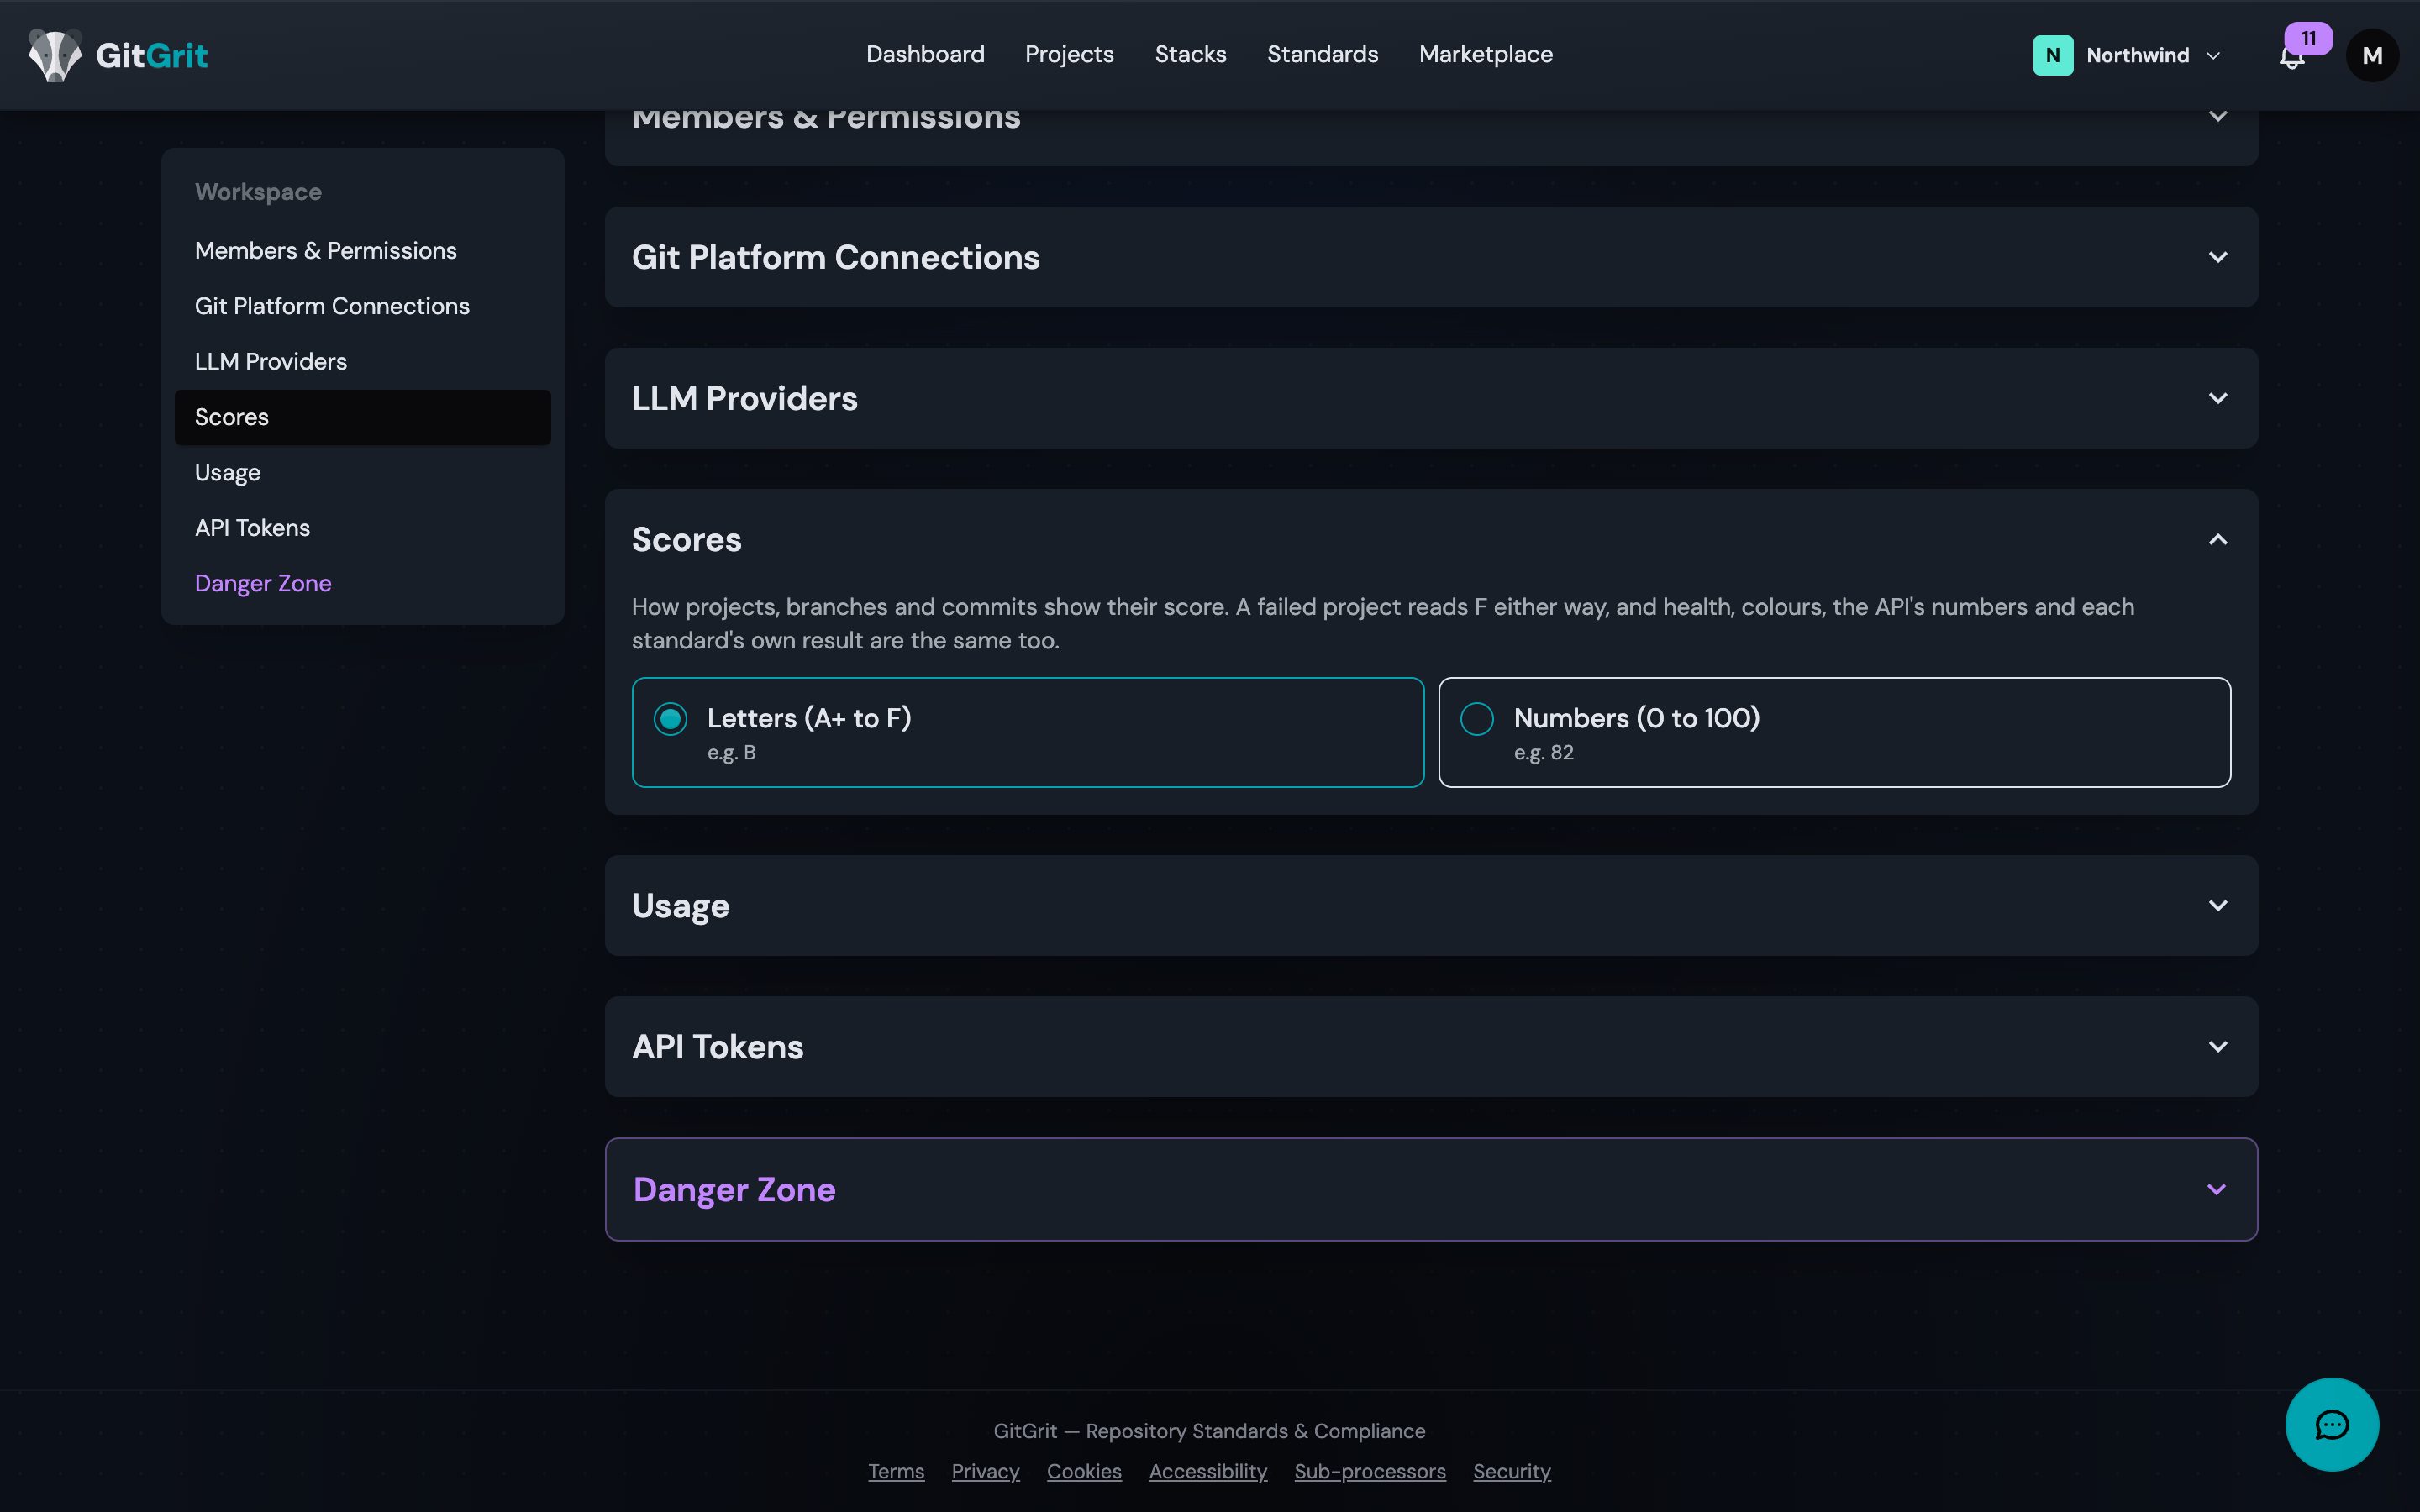 GitGrit
Dashboard
Projects
Stacks
Standards
Marketplace
N
Northwind
11
M
Workspace
Members & Permissions
Git Platform Connections
LLM Providers
Scores
Usage
API Tokens
Danger Zone
Members & Permissions
Git Platform Connections
LLM Providers
Scores
How projects, branches and commits show their score. A failed project reads F either way, and health, colours, the API's numbers and each
standard's own result are the same too.
Letters (A+ to F)
e.g. B
Numbers (0 to 100)
e.g. 82
Usage
API Tokens
Danger Zone
GitGrit — Repository Standards & Compliance
Terms
Privacy
Cookies
Accessibility
Sub-processors
Security